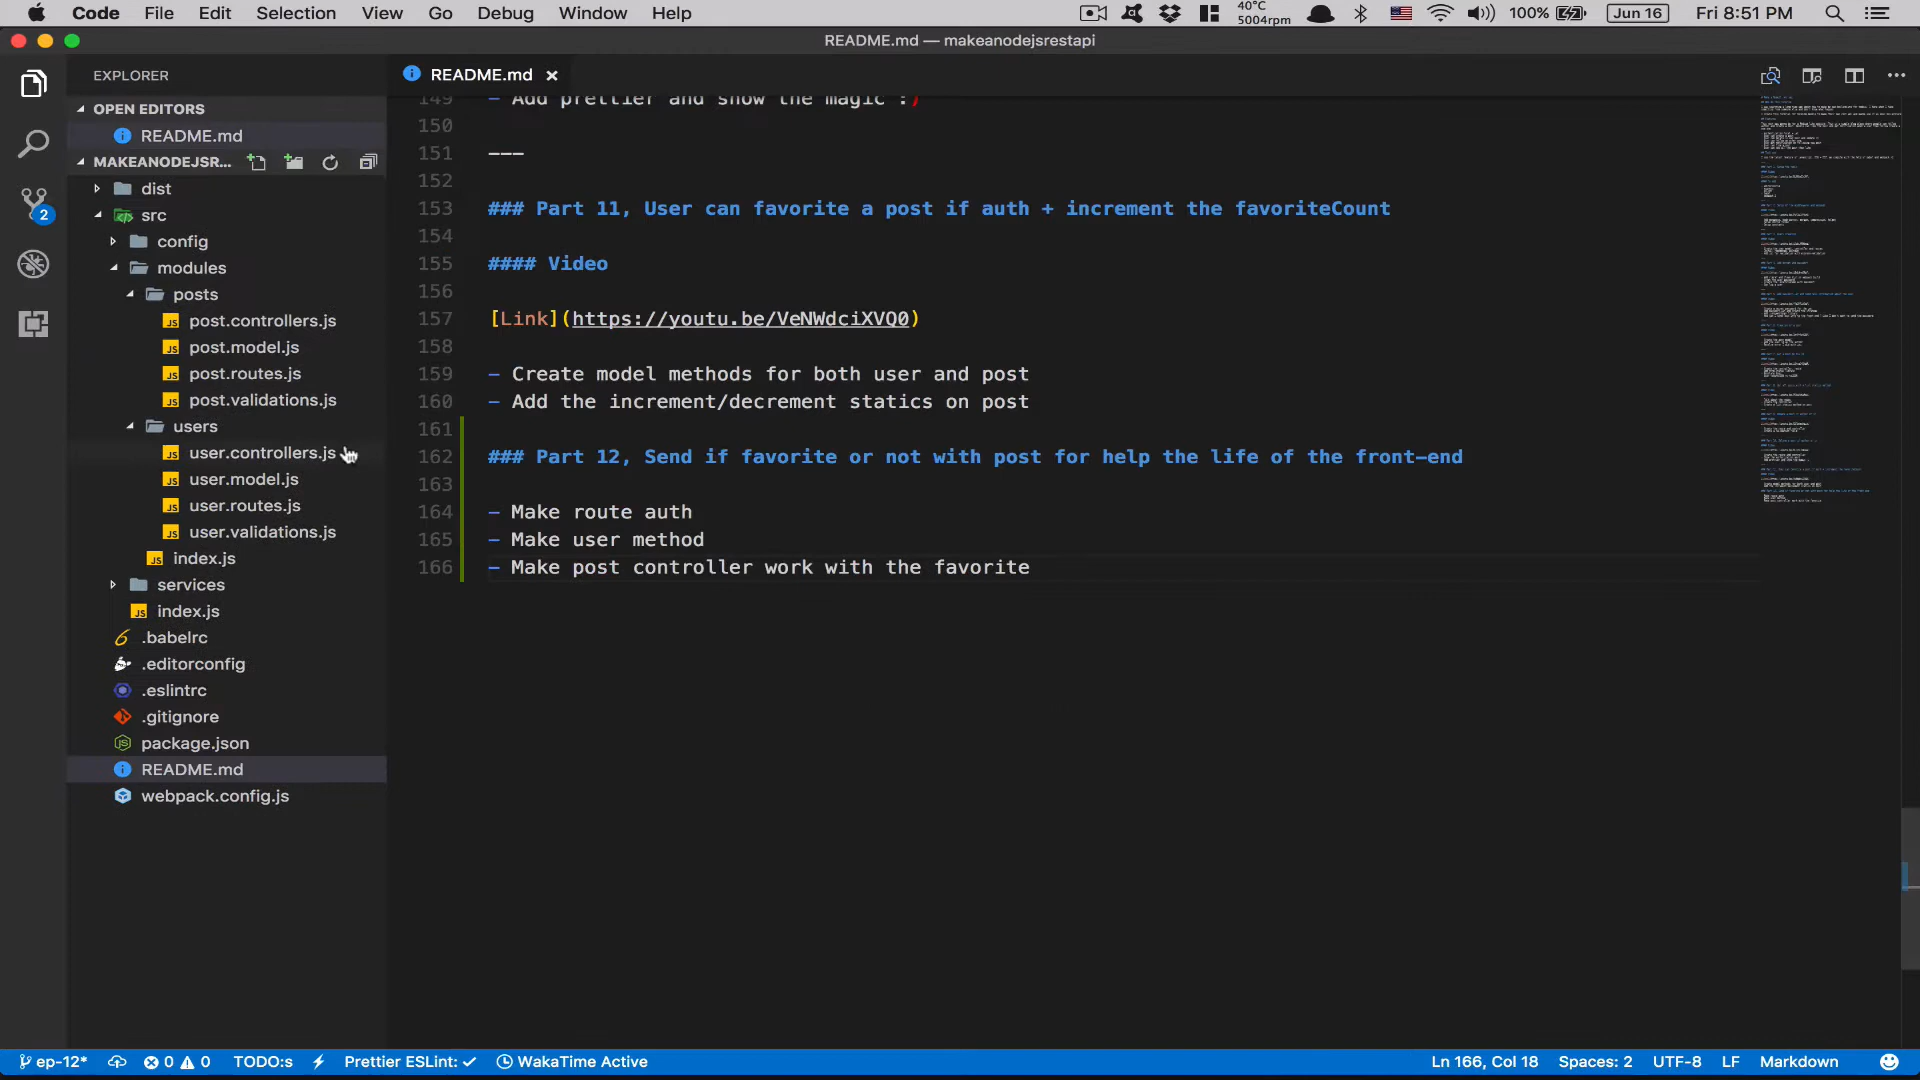 Code File Edit Selection View Go Debug Window Help
40°C
5004rpm
100%
Jun 16
Fri 8:51 PM
README.md — makeanodejsrestapi
EXPLORER
README.md
OPEN EDITORS
README.md
MAKEANODEJSR...
dist
src
config
modules
posts
post.controllers.js
post.model.js
post.routes.js
post.validations.js
users
user.controllers.js
user.model.js
user.routes.js
user.validations.js
index.js
services
index.js
.babelrc
.editorconfig
.eslintrc
.gitignore
package.json
README.md
webpack.config.js
2
149 - Add prettier and show the magic :)
150
151 ---
152
153 ### Part 11, User can favorite a post if auth + increment the favoriteCount
154
155 #### Video
156
157 [Link](https://youtu.be/VeNWdciXVQ0)
158
159 - Create model methods for both user and post
160 - Add the increment/decrement statics on post
161
162 ### Part 12, Send if favorite or not with post for help the life of the front-end
163
164 - Make route auth
165 - Make user method
166 - Make post controller work with the favorite
ep-12* 0 0 TODO:s Prettier ESLint: ✓ WakaTime Active
Ln 166, Col 18 Spaces: 2 UTF-8 LF Markdown